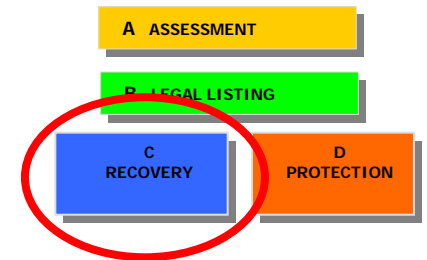 A ASSESSMENT
B LEGAL LISTING
C
RECOVERY
D
PROTECTION